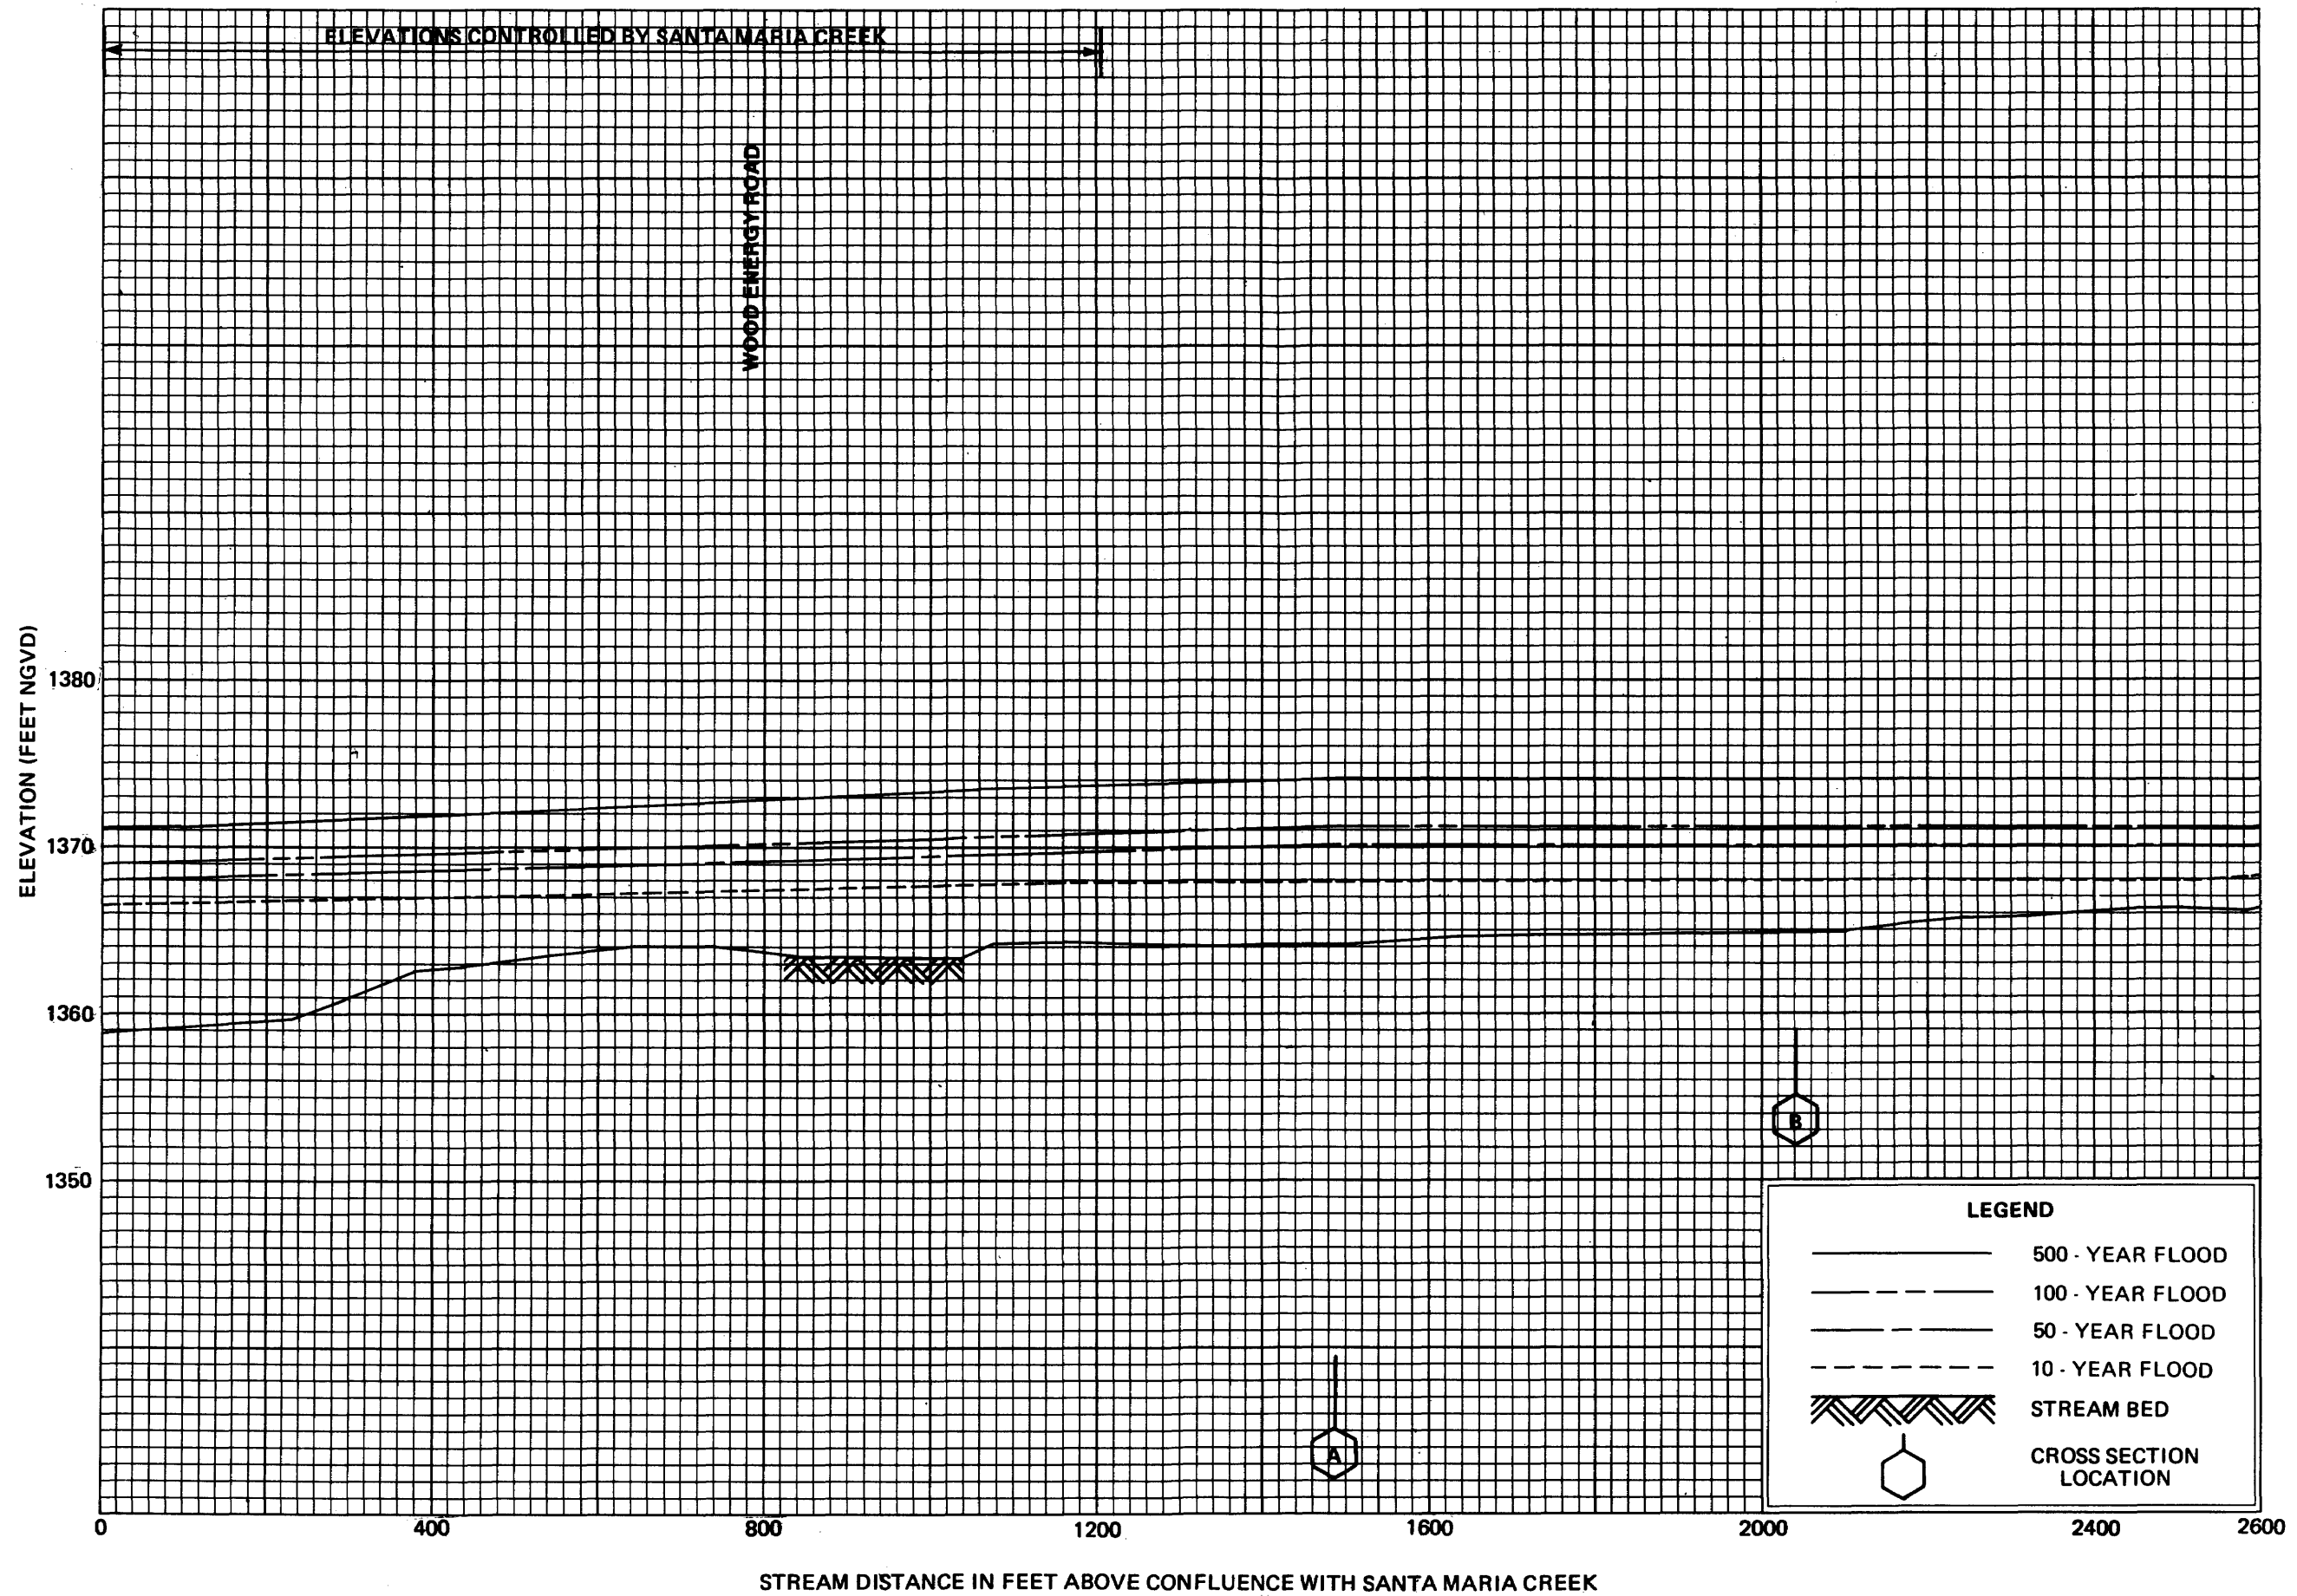 ELEVATIONS CONTROLLED BY SANTA MARIA CREEK
WOOD ENERGY ROAD
ELEVATION (FEET NGVD)
1380
1370
1360
1350
B
A
LEGEND
500 - YEAR FLOOD
100 - YEAR FLOOD
50 - YEAR FLOOD
10 - YEAR FLOOD
STREAM BED
CROSS SECTION
LOCATION
0
400
800
1200
1600
2000
2400
2600
STREAM DISTANCE IN FEET ABOVE CONFLUENCE WITH SANTA MARIA CREEK